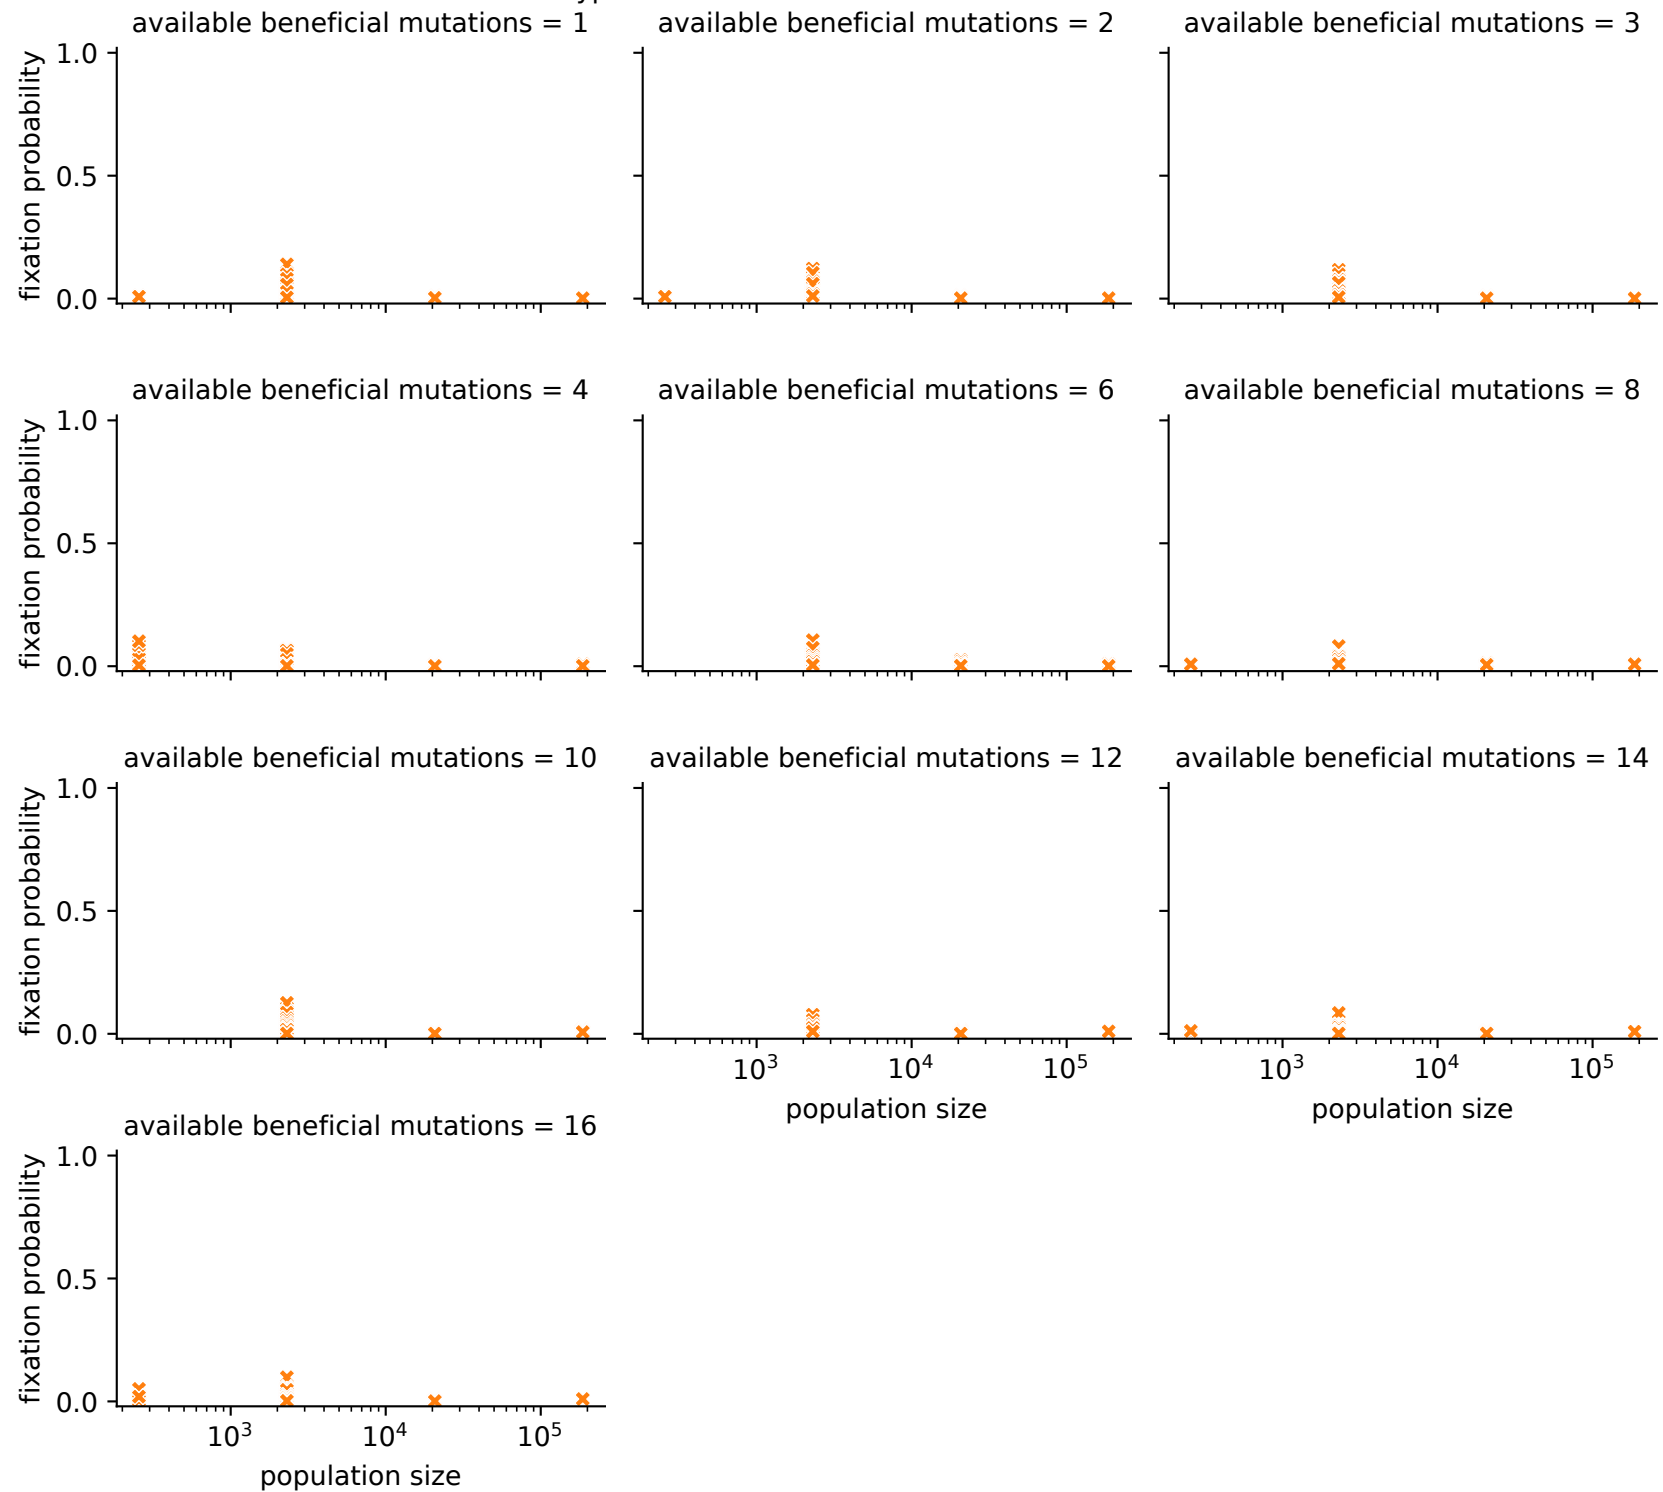 available beneficial mutations = 1
available beneficial mutations = 2
available beneficial mutations = 3
1.0
0.5
0.0
fixation probability
available beneficial mutations = 4
available beneficial mutations = 6
available beneficial mutations = 8
1.0
0.5
0.0
fixation probability
available beneficial mutations = 10
available beneficial mutations = 12
available beneficial mutations = 14
1.0
0.5
0.0
fixation probability
10³ 10⁴ 10⁵
population size
10³ 10⁴ 10⁵
population size
available beneficial mutations = 16
1.0
0.5
0.0
fixation probability
10³ 10⁴ 10⁵
population size